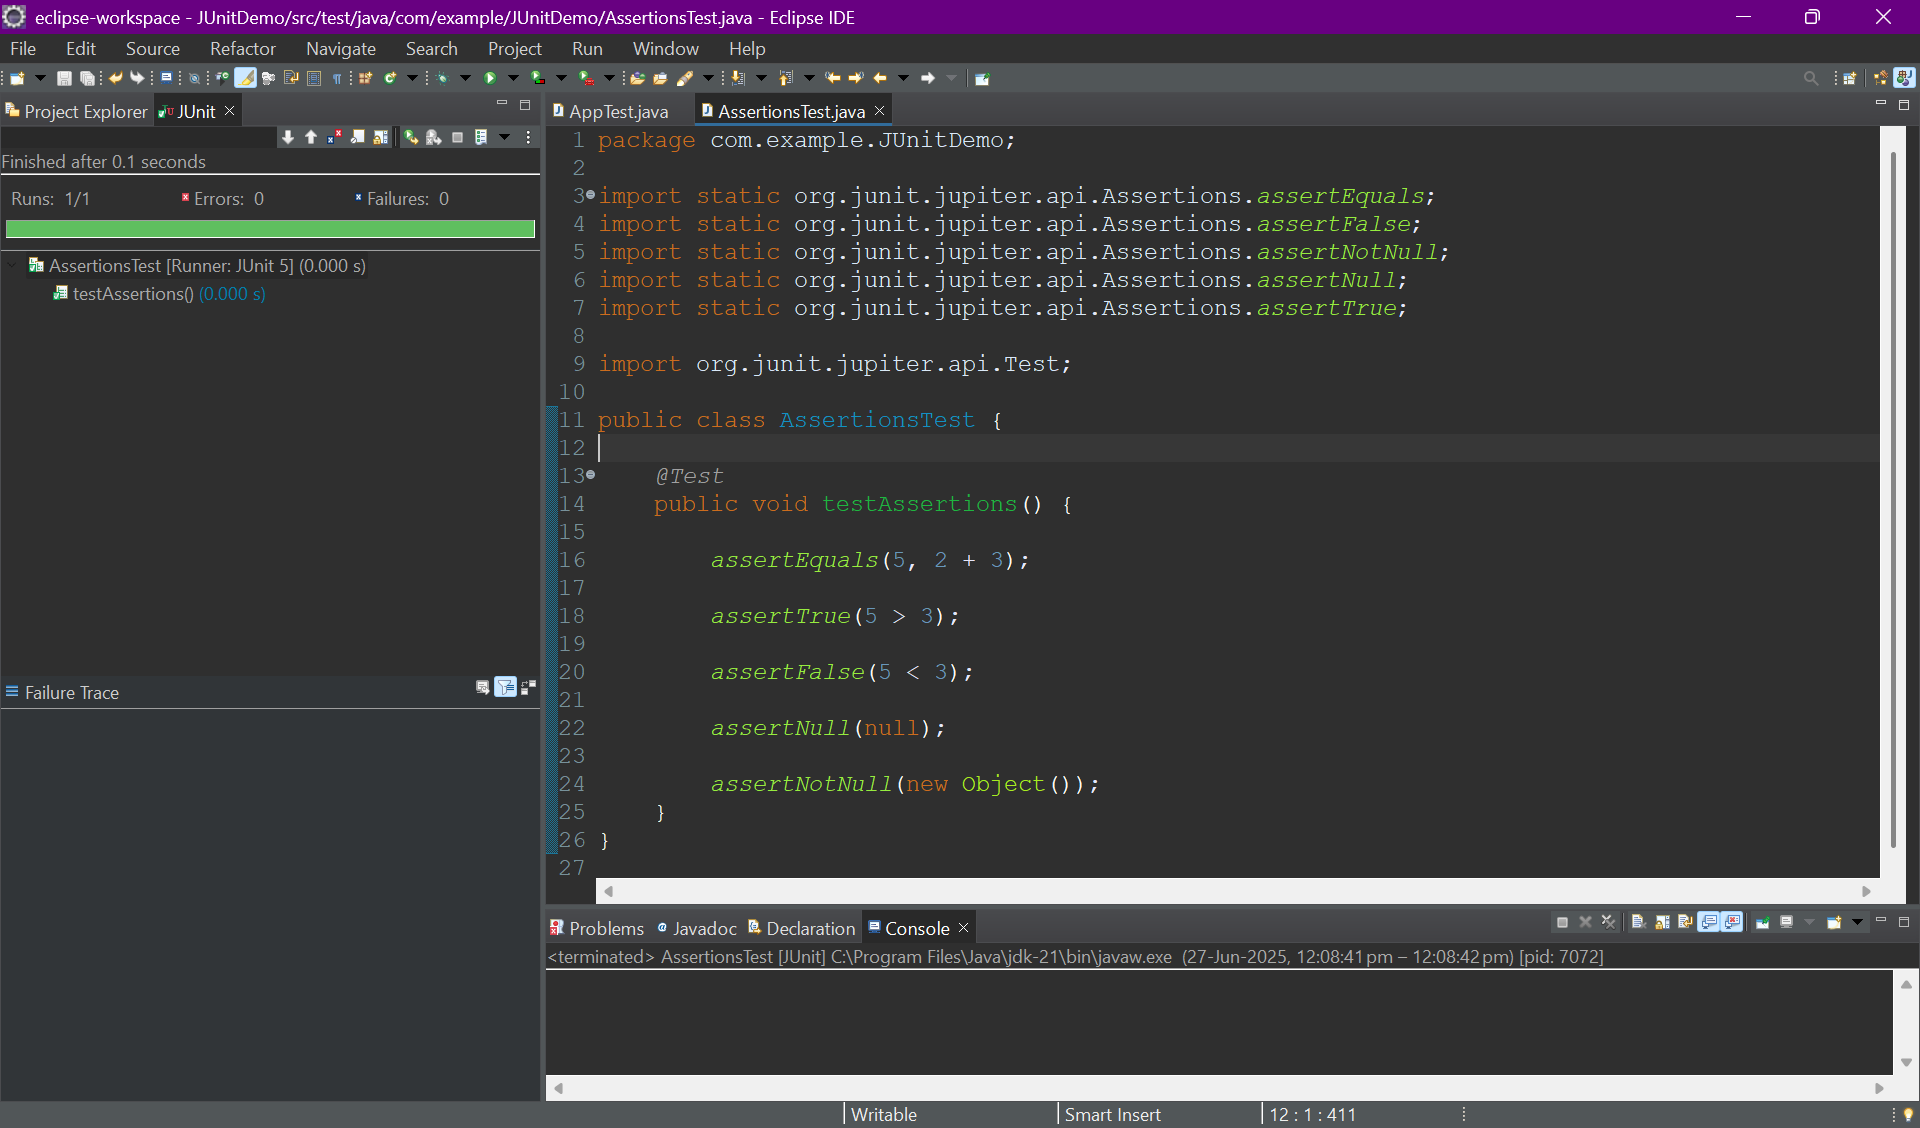 eclipse-workspace - JUnitDemo/src/test/java/com/example/JUnitDemo/AssertionsTest.java - Eclipse IDE
File Edit Source Refactor Navigate Search Project Run Window Help
Project Explorer JUnit
Finished after 0.1 seconds
Runs: 1/1 Errors: 0 Failures: 0
AssertionsTest [Runner: JUnit 5] (0.000 s)
testAssertions() (0.000 s)
Failure Trace
AppTest.java AssertionsTest.java
1 package com.example.JUnitDemo;
2
3 import static org.junit.jupiter.api.Assertions.assertEquals;
4 import static org.junit.jupiter.api.Assertions.assertFalse;
5 import static org.junit.jupiter.api.Assertions.assertNotNull;
6 import static org.junit.jupiter.api.Assertions.assertNull;
7 import static org.junit.jupiter.api.Assertions.assertTrue;
8
9 import org.junit.jupiter.api.Test;
10
11 public class AssertionsTest {
12
13     @Test
14     public void testAssertions() {
15
16         assertEquals(5, 2 + 3);
17
18         assertTrue(5 > 3);
19
20         assertFalse(5 < 3);
21
22         assertNull(null);
23
24         assertNotNull(new Object());
25     }
26 }
27
Problems Javadoc Declaration Console
<terminated> AssertionsTest [JUnit] C:\Program Files\Java\jdk-21\bin\javaw.exe (27-Jun-2025, 12:08:41 pm – 12:08:42 pm) [pid: 7072]
Writable Smart Insert 12 : 1 : 411